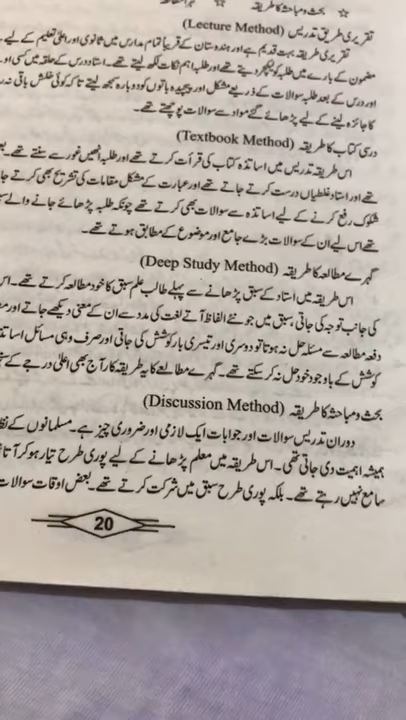 ☆ بحث ومباحثہ کا طریقہ ☆
تقریری طریق تدریس (Lecture Method)
تقریری طریقہ بہت قدیم ہے اور ہندوستان کے قریباً تمام مدارس میں ثانوی اور اعلیٰ تعلیم کے لیے
مضمون کے بارے میں طلبہ کو لیکچر دیتے تھے اور طلبہ اہم نکات لکھ لیتے تھے۔ استاد درس کے حلقہ میں کسی
اور درس کے بعد طلبہ سوالات کے ذریعے مشکل اور پیچیدہ باتوں کو دوبارہ سمجھ لیتے تاکہ کوئی خلش باقی نہ
کا جائزہ لینے کے لیے پڑھائے گئے مواد سے سوالات پوچھتے تھے۔
درسی کتاب کا طریقہ (Textbook Method)
اس طریقہ تدریس میں اساتذہ کتاب کی قرأت کرتے تھے اور طلبہ انھیں غور سے سنتے تھے۔
تھے اور استاد غلطیاں درست کرتے جاتے تھے اور عبارت کے مشکل مقامات کی تشریح بھی کرتے
شکوک رفع کرنے کے لیے اساتذہ سے سوالات بھی کرتے تھے چونکہ طلبہ پڑھائے جانے والے
تھے اس لیے ان کے سوالات بڑے جامع اور موضوع کے مطابق ہوتے تھے۔
گہرے مطالعہ کا طریقہ (Deep Study Method)
اس طریقہ میں استاد کے سبق پڑھانے سے پہلے طالب علم سبق کا خود مطالعہ کرتے تھے۔ اس
کی جانب توجہ کی جاتی، سبق میں جو نئے الفاظ آتے لغت کی مدد سے ان کے معنی دیکھے جاتے اور
دفعہ مطالعہ سے مسئلہ حل نہ ہوتا تو دوسری اور تیسری بار کوشش کی جاتی اور صرف وہی مسائل
کوشش کے باوجود خود حل نہ کر سکتے تھے۔ گہرے مطالعے کا یہ طریقہ کار آج بھی اعلیٰ درجے کے
بحث ومباحثہ کا طریقہ (Discussion Method)
دوران تدریس سوالات اور جوابات ایک لازمی اور ضروری چیز ہے۔ مسلمانوں کے
ہمیشہ اہمیت دی جاتی تھی۔ اس طریقہ میں معلم پڑھانے کے لیے پوری طرح تیار ہو کر آتا
سامع نہیں رہتے تھے۔ بلکہ پوری طرح سبق میں شرکت کرتے تھے۔ بعض اوقات سوالات
20